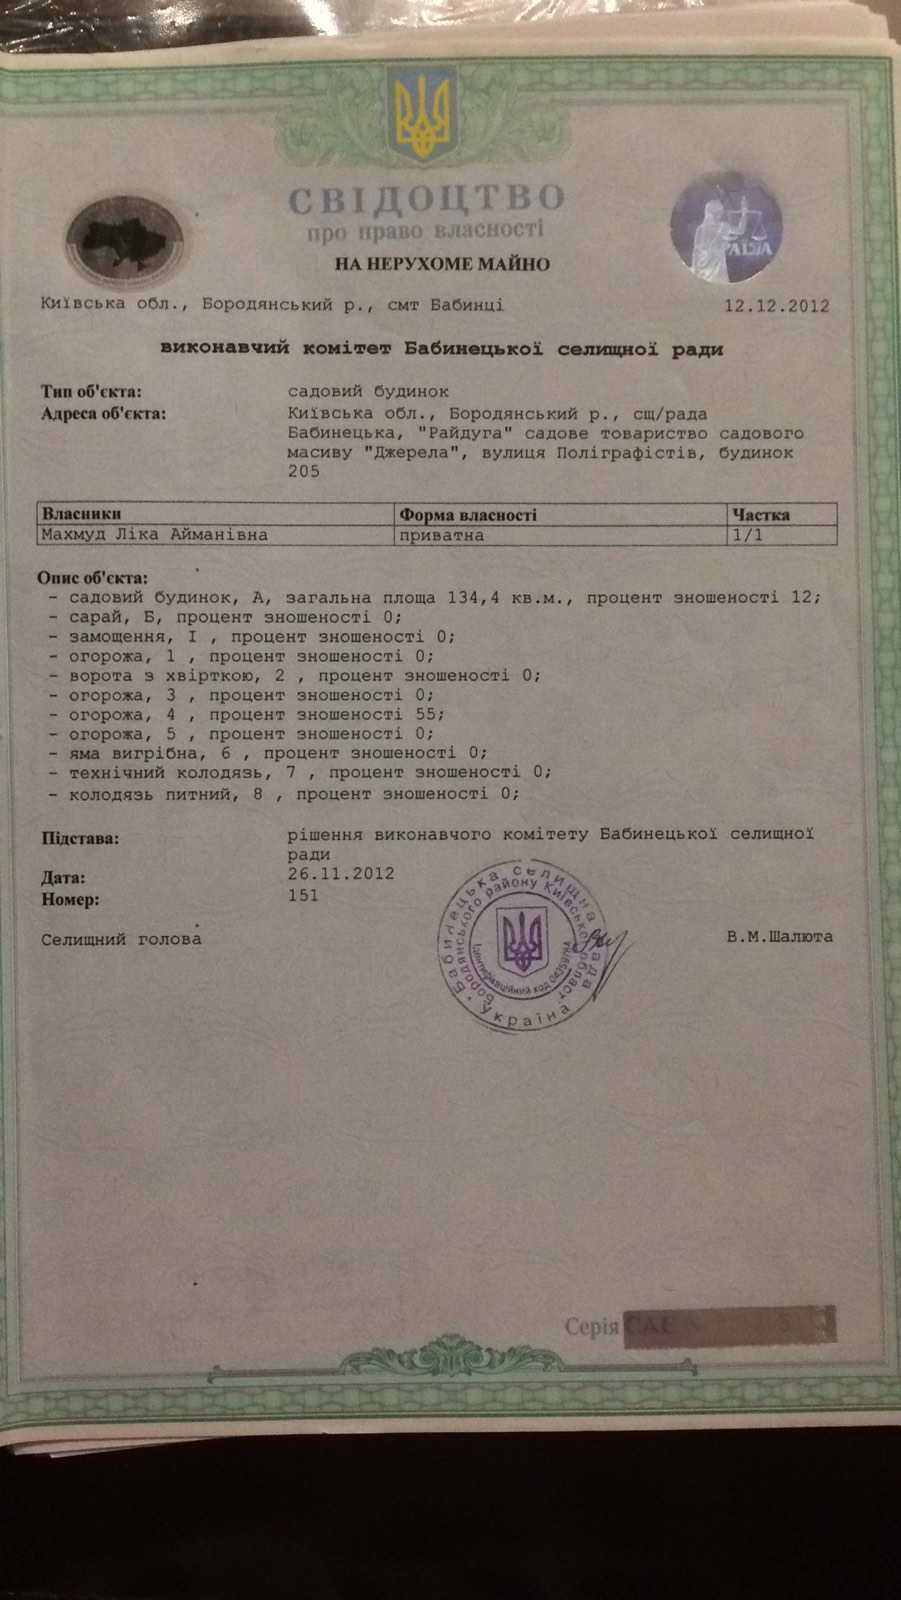 СВІДОЦТВО
про право власності
НА НЕРУХОМЕ МАЙНО
РАЇНА
Київська обл., Бородянський р., смт Бабинці 12.12.2012
виконавчий комітет Бабинецької селищної ради
Тип об'єкта: садовий будинок
Адреса об'єкта: Київська обл., Бородянський р., сщ/рада
Бабинецька, "Райдуга" садове товариство садового
масиву "Джерела", вулиця Поліграфістів, будинок
205
Власники Форма власності Частка
Махмуд Ліка Айманівна приватна 1/1
Опис об'єкта:
- садовий будинок, А, загальна площа 134,4 кв.м., процент зношеності 12;
- сарай, Б, процент зношеності 0;
- замощення, І , процент зношеності 0;
- огорожа, 1 , процент зношеності 0;
- ворота з хвірткою, 2 , процент зношеності 0;
- огорожа, 3 , процент зношеності 0;
- огорожа, 4 , процент зношеності 55;
- огорожа, 5 , процент зношеності 0;
- яма вигрібна, 6 , процент зношеності 0;
- технічний колодязь, 7 , процент зношеності 0;
- колодязь питний, 8 , процент зношеності 0;
Підстава: рішення виконавчого комітету Бабинецької селищної
ради
Дата: 26.11.2012
Номер: 151
Селищний голова В.М.Шалюта
Бабинецька селищна рада
Бородянського району Київської області
Ідентифікаційний код
Україна
Серія САЕ